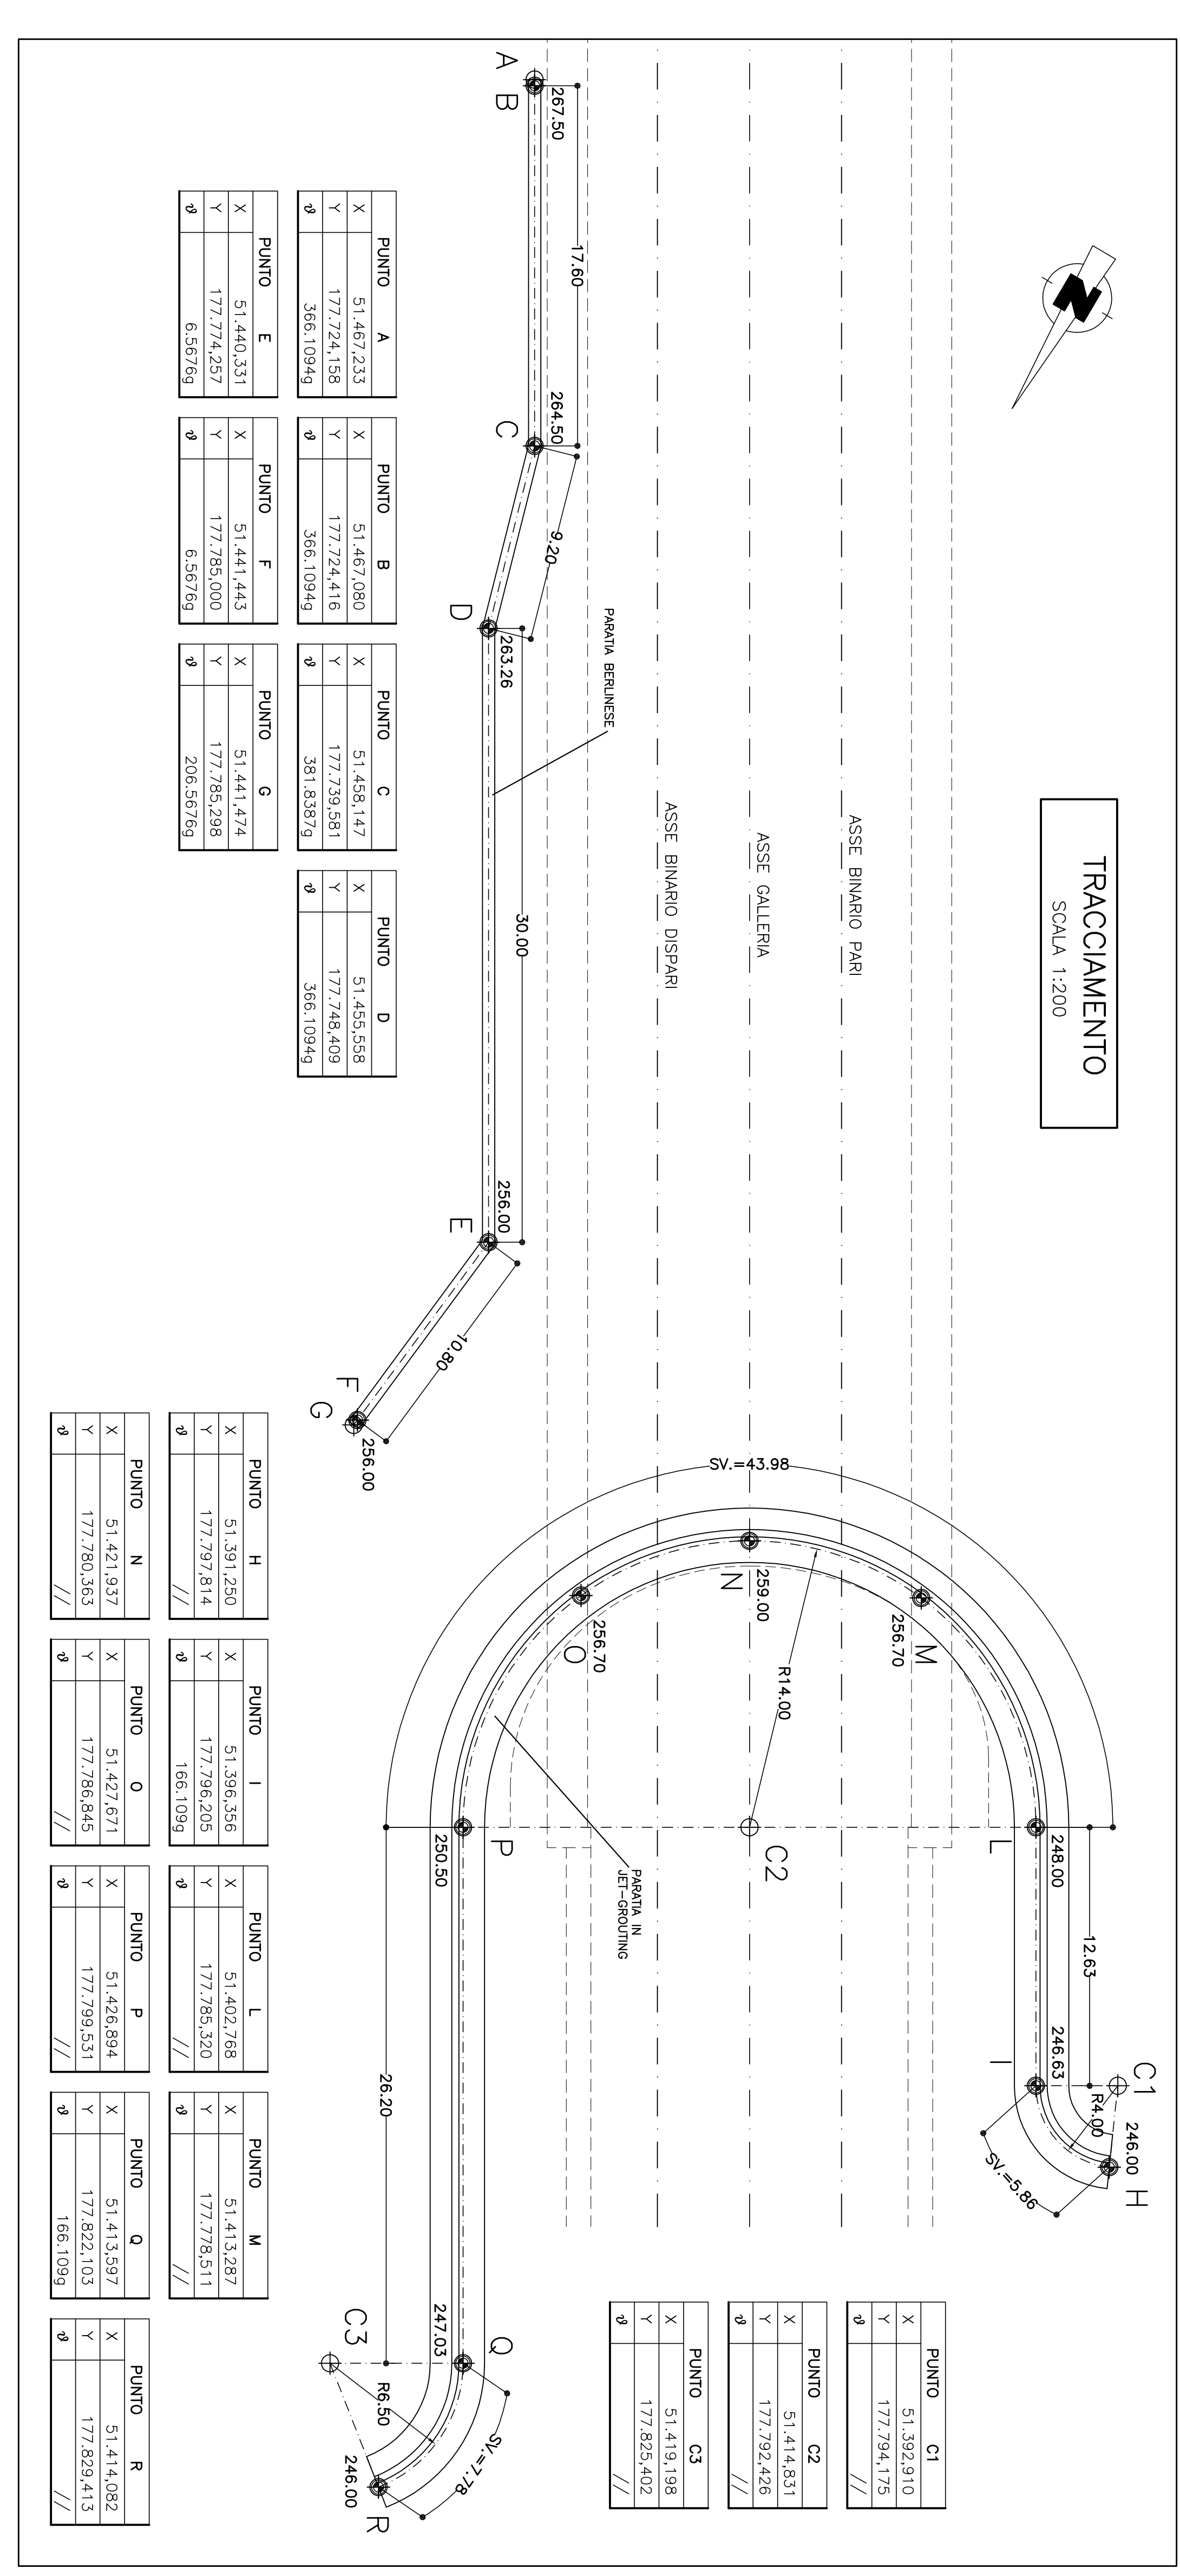 TRACCIAMENTO
SCALA 1:200
N
ASSE BINARIO PARI
ASSE GALLERIA
ASSE BINARIO DISPARI
PARATIA BERLINESE
A
B
267.50
17.60
C
264.50
9.20
D
263.26
30.00
E
256.00
10.80
F
G
256.00
SV.=43.98
N
259.00
M
256.70
O
256.70
R14.00
C2
P
250.50
L
248.00
PARATIA IN
JET-GROUTING
12.63
I
246.63
C1
R4.00
246.00
H
SV.=5.86
26.20
Q
247.03
C3
R6.50
SV.=7.78
246.00
R
PUNTO A
X 51.467,233
Y 177.724,158
ϑ 366.1094g
PUNTO B
X 51.467,080
Y 177.724,416
ϑ 366.1094g
PUNTO C
X 51.458,147
Y 177.739,581
ϑ 381.8387g
PUNTO D
X 51.455,558
Y 177.748,409
ϑ 366.1094g
PUNTO E
X 51.440,331
Y 177.774,257
ϑ 6.5676g
PUNTO F
X 51.441,443
Y 177.785,000
ϑ 6.5676g
PUNTO G
X 51.441,474
Y 177.785,298
ϑ 206.5676g
PUNTO C1
X 51.392,910
Y 177.794,175
ϑ //
PUNTO C2
X 51.414,831
Y 177.792,426
ϑ //
PUNTO C3
X 51.419,198
Y 177.825,402
ϑ //
PUNTO H
X 51.391,250
Y 177.797,814
ϑ //
PUNTO I
X 51.396,356
Y 177.796,205
ϑ 166.109g
PUNTO L
X 51.402,768
Y 177.785,320
ϑ //
PUNTO M
X 51.413,287
Y 177.778,511
ϑ //
PUNTO N
X 51.421,937
Y 177.780,363
ϑ //
PUNTO O
X 51.427,671
Y 177.786,845
ϑ //
PUNTO P
X 51.426,894
Y 177.799,531
ϑ //
PUNTO Q
X 51.413,597
Y 177.822,103
ϑ 166.109g
PUNTO R
X 51.414,082
Y 177.829,413
ϑ //